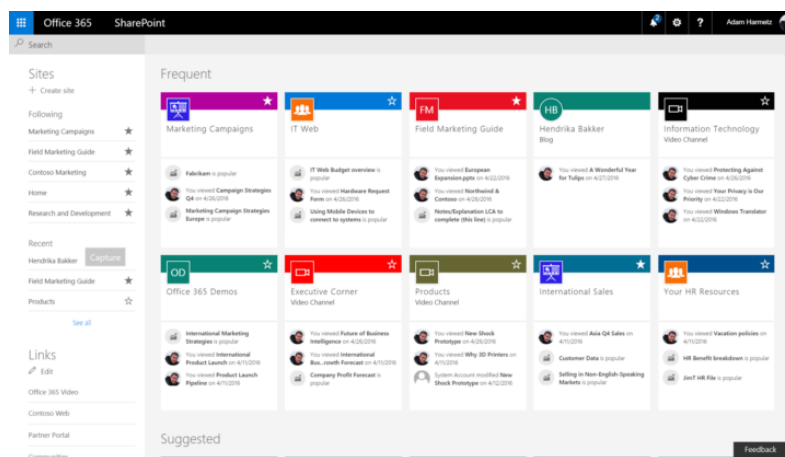 Office 365
SharePoint
2
?
Adam Harmetz
Search
Sites
+ Create site
Following
Marketing Campaigns
Field Marketing Guide
Contoso Marketing
Home
Research and Development
Recent
Hendrika Bakker
Capture
Field Marketing Guide
Products
See all
Links
Edit
Office 365 Video
Contoso Web
Partner Portal
Communities
Frequent
Marketing Campaigns
Fabrikam is popular
You viewed Campaign Strategies
Q4 on 4/26/2016
Marketing Campaign Strategies
Europe is popular
IT Web
IT Web Budget overview is
popular
You viewed Hardware Request
Form on 4/26/2016
Using Mobile Devices to
connect to systems is popular
FM
Field Marketing Guide
You viewed European
Expansion.pptx on 4/22/2016
You viewed Northwind &
Contoso on 4/26/2016
Notes/Explanation LCA to
complete (this line) is popular
HB
Hendrika Bakker
Blog
You viewed A Wonderful Year
for Tulips on 4/27/2016
Information Technology
Video Channel
You viewed Protecting Against
Cyber Crime on 4/26/2016
You viewed Your Privacy is Our
Priority on 4/22/2016
You viewed Windows Translator
on 4/22/2016
OD
Office 365 Demos
International Marketing
Strategies is popular
You viewed International
Product Launch on 4/11/2016
You viewed Product Launch
Pipeline on 4/11/2016
Executive Corner
Video Channel
You viewed Future of Business
Intelligence on 4/26/2016
You viewed International
Bus...rowth Forecast on 4/11/2016
Company Profit Forecast is
popular
Products
Video Channel
You viewed New Shock
Prototype on 4/26/2016
You viewed Why 3D Printers on
4/11/2016
System Account modified New
Shock Prototype on 4/12/2016
International Sales
You viewed Asia Q4 Sales on
4/11/2016
Customer Data is popular
Selling in Non-English-Speaking
Markets is popular
Your HR Resources
You viewed Vacation policies on
4/11/2016
HR Benefit breakdown is popular
JimT HR File is popular
Suggested
Feedback